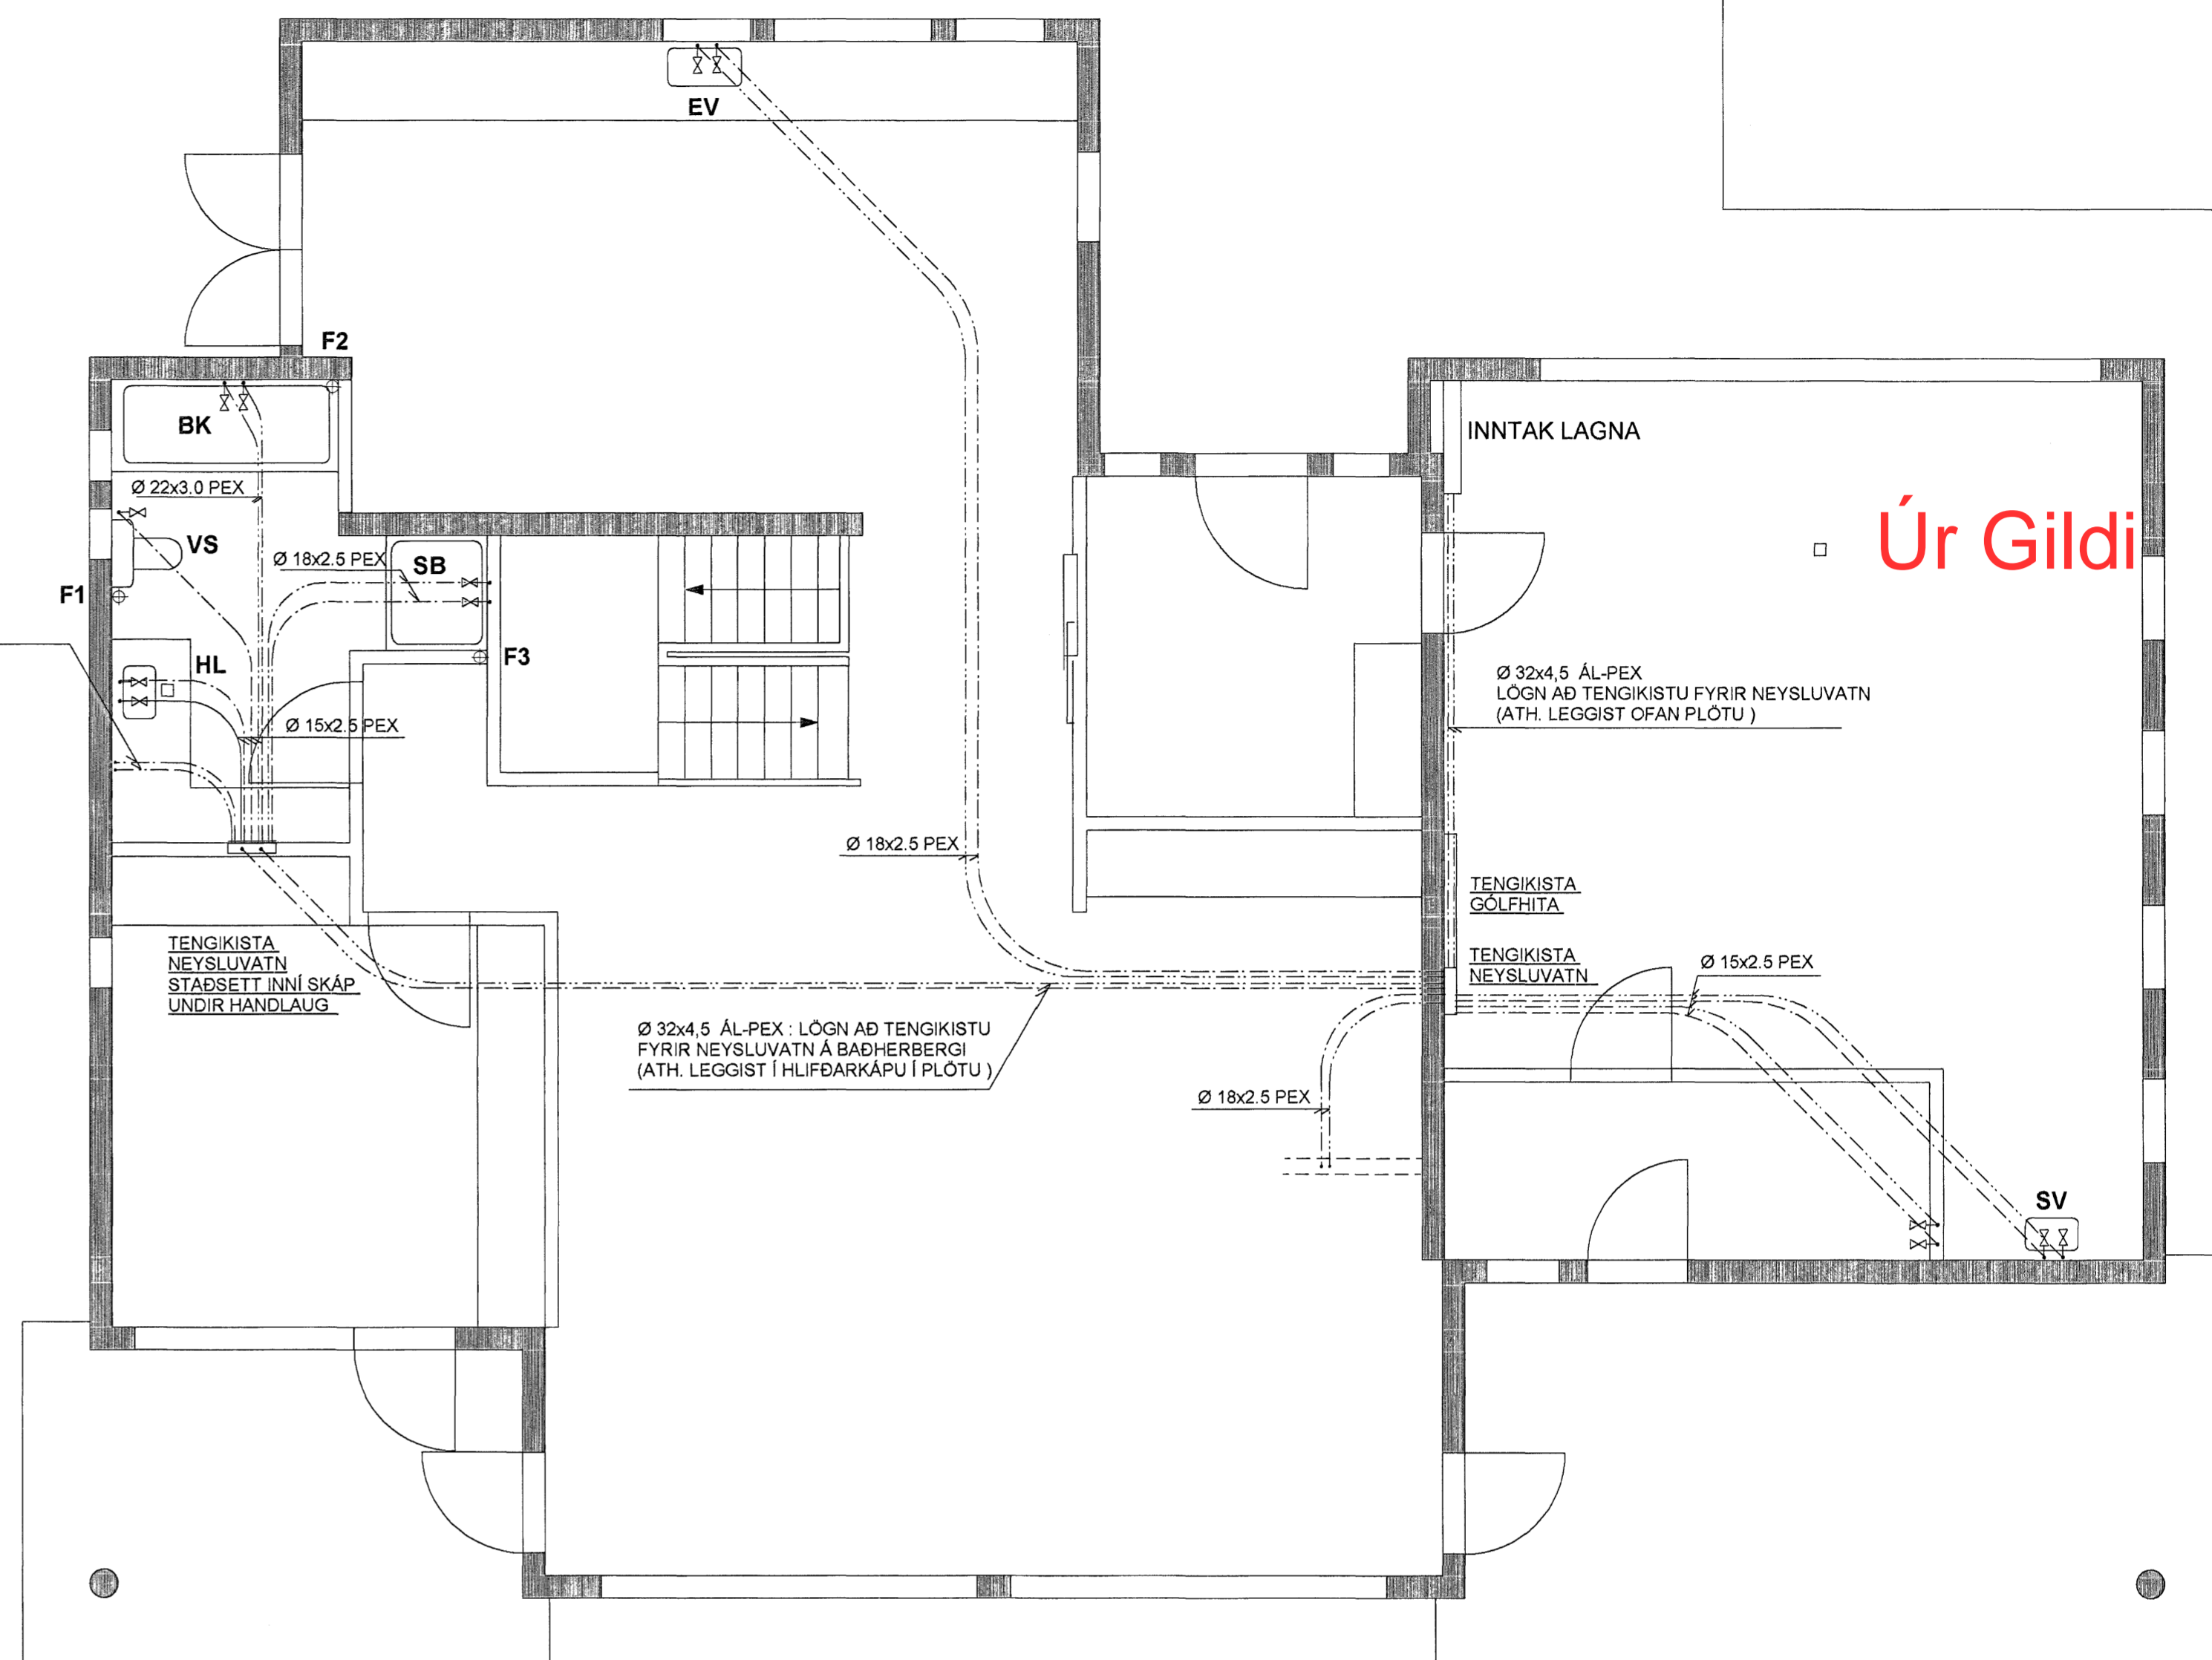 EV
F2
BK
INNTAK LAGNA
Ø 22x3.0 PEX
Úr Gildi
VS
Ø 18x2.5 PEX
SB
F1
F3
HL
Ø 15x2.5 PEX
Ø 32x4,5 ÁL-PEX
LÖGN AÐ TENGIKISTU FYRIR NEYSLUVATN
(ATH. LEGGIST OFAN PLÖTU )
Ø 18x2.5 PEX
TENGIKISTA
GÓLFHITA
TENGIKISTA
NEYSLUVATN
STAÐSETT INNÍ SKÁP
UNDIR HANDLAUG
TENGIKISTA
NEYSLUVATN
Ø 15x2.5 PEX
Ø 32x4,5 ÁL-PEX : LÖGN AÐ TENGIKISTU
FYRIR NEYSLUVATN Á BAÐHERBERGI
(ATH. LEGGIST Í HLIFÐARKÁPU Í PLÖTU )
Ø 18x2.5 PEX
SV